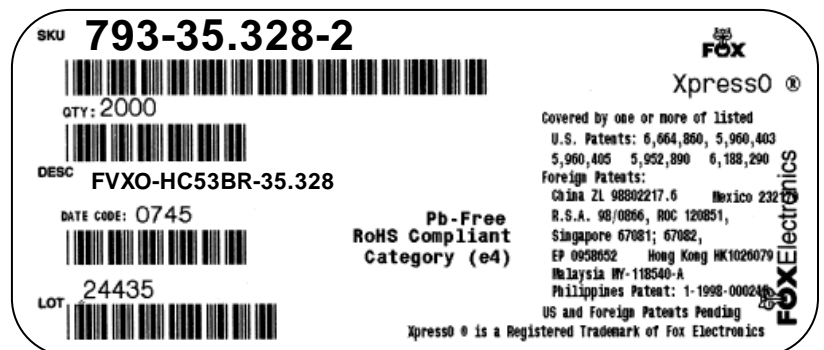 SKU 793-35.328-2
QTY: 2000
DESC FVXO-HC53BR-35.328
DATE CODE: 0745
LOT 24435
Pb-Free
RoHS Compliant
Category (e4)
FOX
XpressO ®
Covered by one or more of listed
U.S. Patents: 6,664,860, 5,960,403
5,960,405 5,952,890 6,188,290
Foreign Patents:
China ZL 98802217.6 Mexico
R.S.A. 98/0866, ROC 120851,
Singapore 67081; 67082,
EP 0958652 Hong Kong HK1026079
Malaysia MY-118540-A
Philippines Patent:
US and Foreign Patents Pending
XpressO ® is a Registered Trademark of Fox Electronics
FOXElectronics